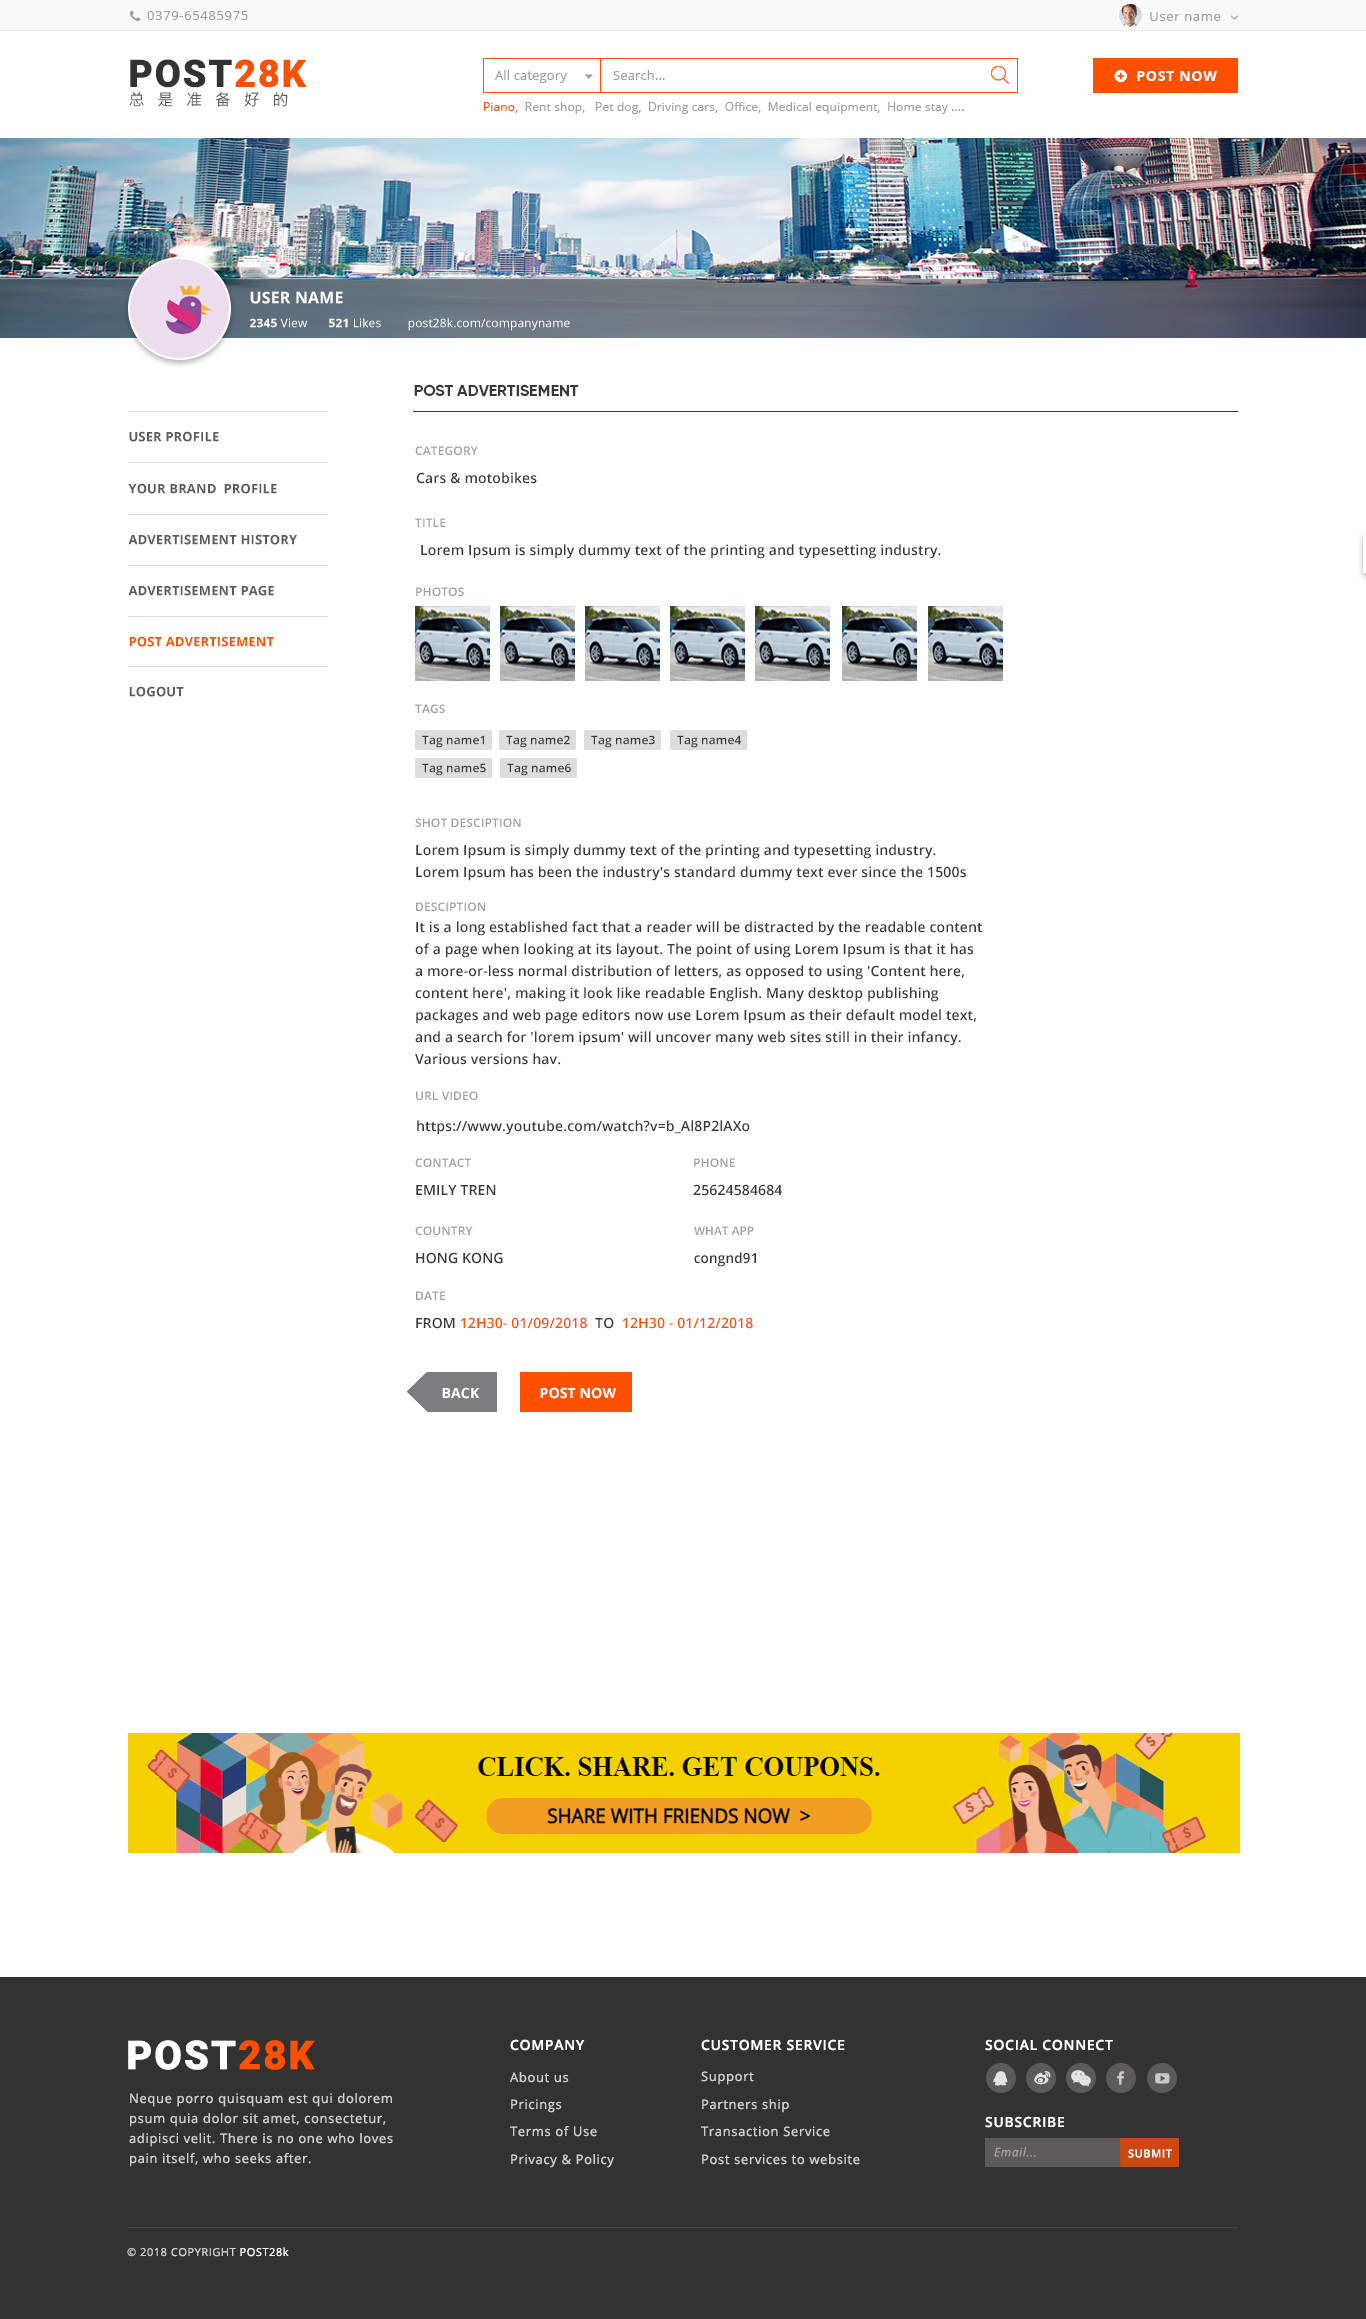 0379-65485975
User name
POST28K
总是准备好的
All category
Search...
POST NOW
Piano, Rent shop, Pet dog, Driving cars, Office, Medical equipment, Home stay ....
USER NAME
2345 View 521 Likes post28k.com/companyname
POST ADVERTISEMENT
USER PROFILE
YOUR BRAND PROFILE
ADVERTISEMENT HISTORY
ADVERTISEMENT PAGE
POST ADVERTISEMENT
LOGOUT
CATEGORY
Cars & motobikes
TITLE
Lorem Ipsum is simply dummy text of the printing and typesetting industry.
PHOTOS
TAGS
Tag name1 Tag name2 Tag name3 Tag name4
Tag name5 Tag name6
SHOT DESCIPTION
Lorem Ipsum is simply dummy text of the printing and typesetting industry.
Lorem Ipsum has been the industry's standard dummy text ever since the 1500s
DESCIPTION
It is a long established fact that a reader will be distracted by the readable content
of a page when looking at its layout. The point of using Lorem Ipsum is that it has
a more-or-less normal distribution of letters, as opposed to using 'Content here,
content here', making it look like readable English. Many desktop publishing
packages and web page editors now use Lorem Ipsum as their default model text,
and a search for 'lorem ipsum' will uncover many web sites still in their infancy.
Various versions hav.
URL VIDEO
https://www.youtube.com/watch?v=b_Al8P2lAXo
CONTACT PHONE
EMILY TREN 25624584684
COUNTRY WHAT APP
HONG KONG congnd91
DATE
FROM 12H30- 01/09/2018 TO 12H30 - 01/12/2018
BACK POST NOW
CLICK. SHARE. GET COUPONS.
SHARE WITH FRIENDS NOW >
POST28K
Neque porro quisquam est qui dolorem
psum quia dolor sit amet, consectetur,
adipisci velit. There is no one who loves
pain itself, who seeks after.
COMPANY
About us
Pricings
Terms of Use
Privacy & Policy
CUSTOMER SERVICE
Support
Partners ship
Transaction Service
Post services to website
SOCIAL CONNECT
SUBSCRIBE
Email... SUBMIT
© 2018 COPYRIGHT POST28k